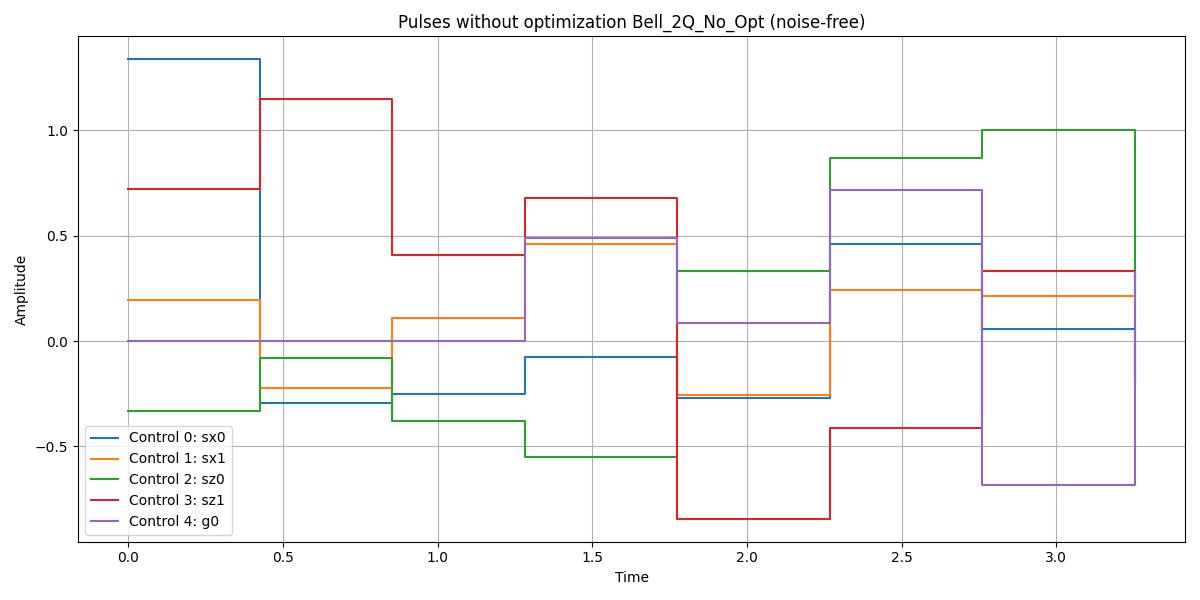 Pulses without optimization Bell_2Q_No_Opt (noise-free)
Amplitude
1.0
0.5
0.0
−0.5
Control 0: sx0
Control 1: sx1
Control 2: sz0
Control 3: sz1
Control 4: g0
0.0 0.5 1.0 1.5 2.0 2.5 3.0
Time